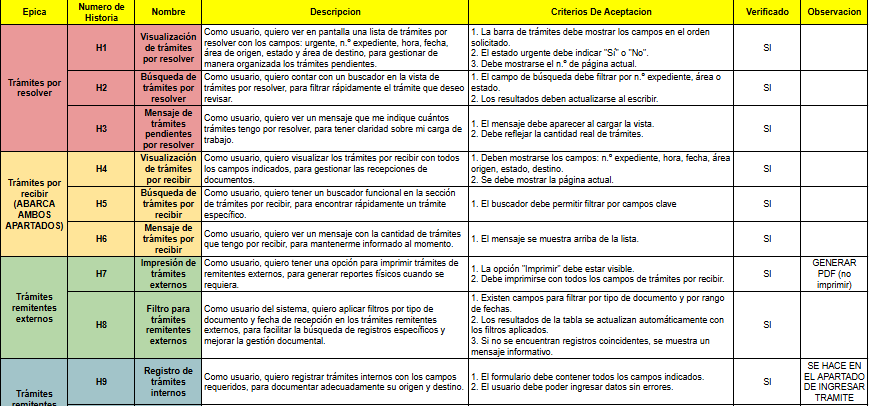 Epica Numero de Historia Nombre Descripcion Criterios De Aceptacion Verificado Observacion
Trámites por resolver
H1
Visualización de trámites por resolver
Como usuario, quiero ver en pantalla una lista de trámites por
resolver con los campos: urgente, n.º expediente, hora, fecha,
área de origen, estado y área de destino, para gestionar de
manera organizada los trámites pendientes.
1. La barra de trámites debe mostrar los campos en el orden
solicitado.
2. El estado urgente debe indicar "Sí" o "No".
3. Debe mostrarse el n.º de página actual.
SI
H2
Búsqueda de trámites por resolver
Como usuario, quiero contar con un buscador en la vista de
trámites por resolver, para filtrar rápidamente el trámite que deseo
revisar.
1. El campo de búsqueda debe filtrar por n.º expediente, área o
estado.
2. Los resultados deben actualizarse al escribir.
SI
H3
Mensaje de trámites pendientes por resolver
Como usuario, quiero ver un mensaje que me indique cuántos
trámites tengo por resolver, para tener claridad sobre mi carga de
trabajo.
1. El mensaje debe aparecer al cargar la vista.
2. Debe reflejar la cantidad real de trámites.
SI
Trámites por recibir (ABARCA AMBOS APARTADOS)
H4
Visualización de trámites por recibir
Como usuario, quiero visualizar los trámites por recibir con todos
los campos indicados, para gestionar las recepciones de
documentos.
1. Deben mostrarse los campos: n.º expediente, hora, fecha, área
origen, estado, destino.
2. Se debe mostrar la página actual.
SI
H5
Búsqueda de trámites por recibir
Como usuario, quiero tener un buscador funcional en la sección
de trámites por recibir, para encontrar rápidamente un trámite
específico.
1. El buscador debe permitir filtrar por campos clave
SI
H6
Mensaje de trámites por recibir
Como usuario, quiero ver un mensaje con la cantidad de trámites
que tengo por recibir, para mantenerme informado al momento.
1. El mensaje se muestra arriba de la lista.
SI
Trámites remitentes externos
H7
Impresión de trámites externos
Como usuario, quiero tener una opción para imprimir trámites de
remitentes externos, para generar reportes físicos cuando se
requiera.
1. La opción "Imprimir" debe estar visible.
2. Debe imprimirse con todos los campos de trámites por recibir.
SI
GENERAR PDF (no imprimir)
H8
Filtro para trámites remitentes externos
Como usuario del sistema, quiero aplicar filtros por tipo de
documento y fecha de recepción en los trámites remitentes
externos, para facilitar la búsqueda de registros específicos y
mejorar la gestión documental.
1. Existen campos para filtrar por tipo de documento y por rango
de fechas.
2. Los resultados de la tabla se actualizan automáticamente con
los filtros aplicados.
3. Si no se encuentran registros coincidentes, se muestra un
mensaje informativo.
SI
Trámites remitentes
H9
Registro de trámites internos
Como usuario, quiero registrar trámites internos con los campos
requeridos, para documentar adecuadamente su origen y destino.
1. El formulario debe contener todos los campos indicados.
2. El usuario debe poder ingresar datos sin errores.
SI
SE HACE EN EL APARTADO DE INGRESAR TRAMITE